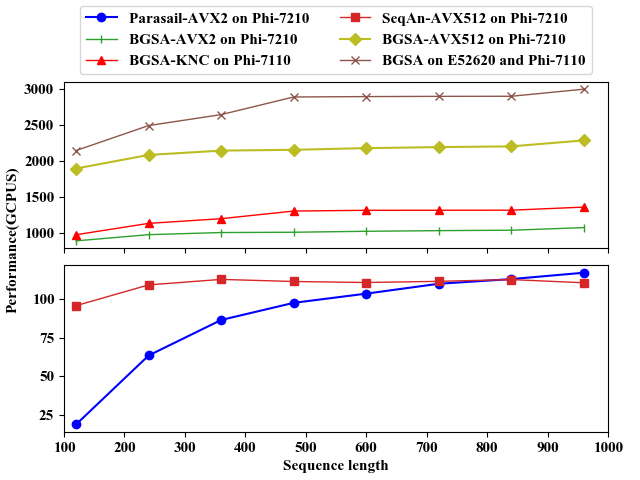 Parasail-AVX2 on Phi-7210
SeqAn-AVX512 on Phi-7210
BGSA-AVX2 on Phi-7210
BGSA-AVX512 on Phi-7210
BGSA-KNC on Phi-7110
BGSA on E52620 and Phi-7110
3000
2500
2000
1500
1000
Performance(GCPUS)
100
75
50
25
100 200 300 400 500 600 700 800 900 1000
Sequence length